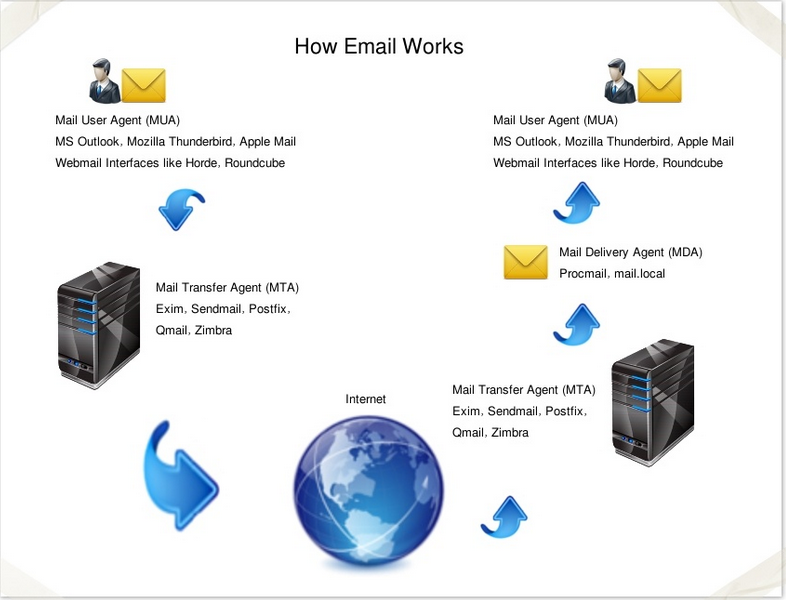 How Email Works
Mail User Agent (MUA)
MS Outlook, Mozilla Thunderbird, Apple Mail
Webmail Interfaces like Horde, Roundcube
Mail Transfer Agent (MTA)
Exim, Sendmail, Postfix,
Qmail, Zimbra
Internet
Mail Transfer Agent (MTA)
Exim, Sendmail, Postfix,
Qmail, Zimbra
Mail Delivery Agent (MDA)
Procmail, mail.local
Mail User Agent (MUA)
MS Outlook, Mozilla Thunderbird, Apple Mail
Webmail Interfaces like Horde, Roundcube